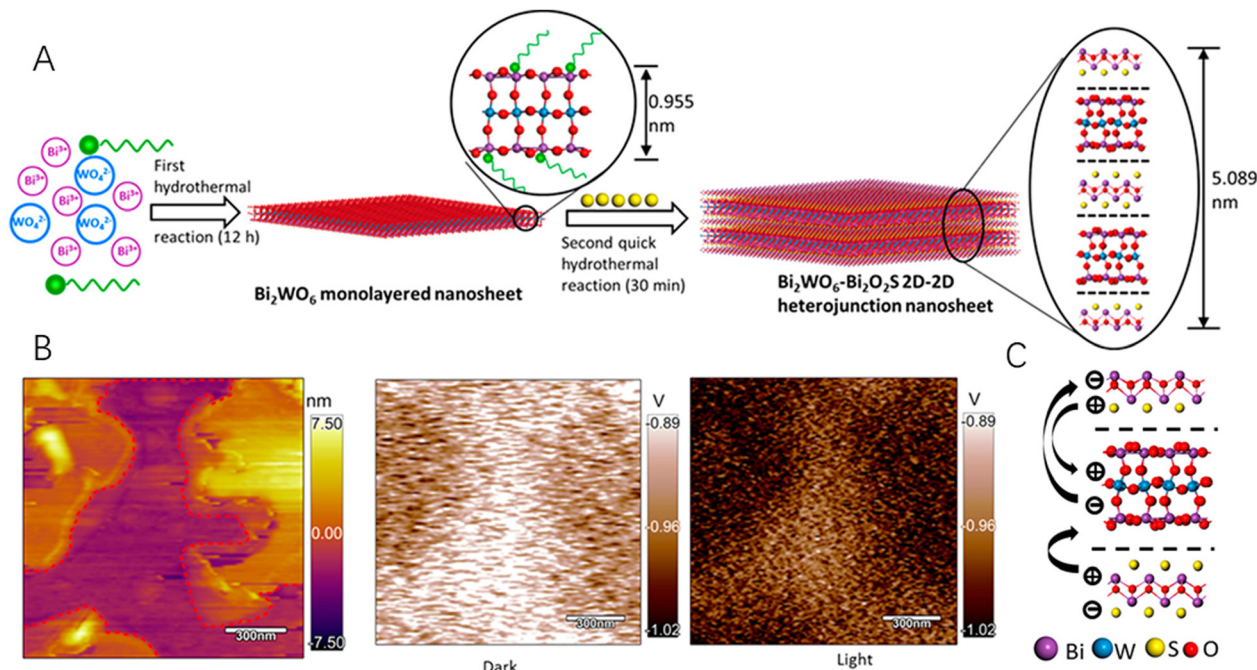 A
Bi3+
Bi3+
WO42-
Bi3+
Bi3+
WO42-
WO42-
Bi3+
Bi3+
First
hydrothermal
reaction (12 h)
0.955
nm
Bi2WO6 monolayered nanosheet
Second quick
hydrothermal
reaction (30 min)
Bi2WO6-Bi2O2S 2D-2D
heterojunction nanosheet
5.089
nm
B
nm
7.50
0.00
-7.50
300nm
V
-0.89
-0.96
-1.02
300nm
Dark
V
-0.89
-0.96
-1.02
300nm
Light
C
Bi W S O